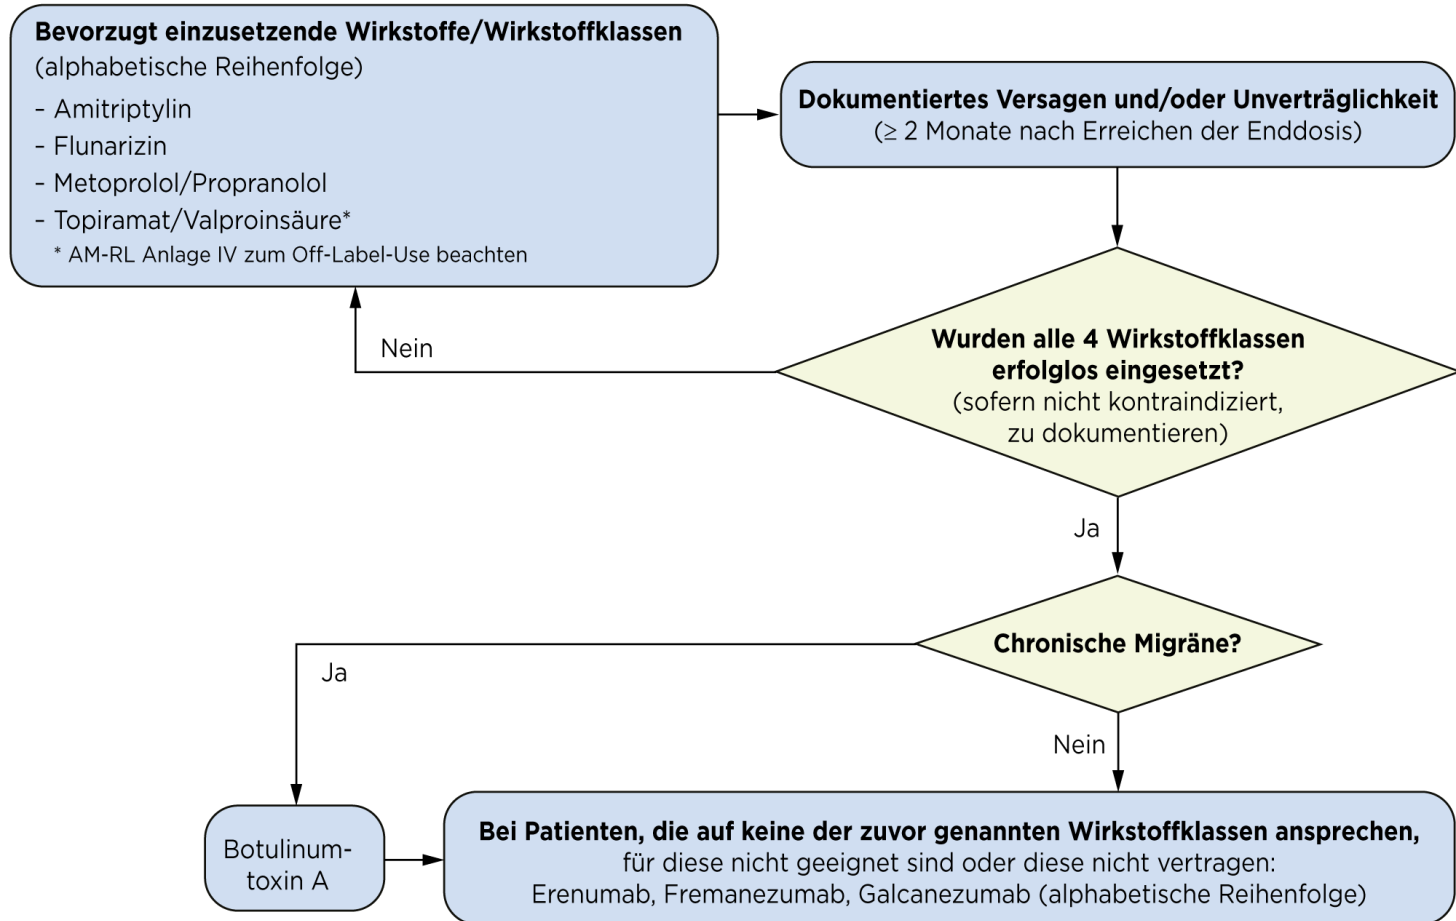 Bevorzugt einzusetzende Wirkstoffe/Wirkstoffklassen
(alphabetische Reihenfolge)
- Amitriptylin
- Flunarizin
- Metoprolol/Propranolol
- Topiramat/Valproinsäure*
* AM-RL Anlage IV zum Off-Label-Use beachten
Dokumentiertes Versagen und/oder Unverträglichkeit
(≥ 2 Monate nach Erreichen der Enddosis)
Wurden alle 4 Wirkstoffklassen
erfolglos eingesetzt?
(sofern nicht kontraindiziert,
zu dokumentieren)
Nein
Ja
Chronische Migräne?
Ja
Nein
Botulinum-
toxin A
Bei Patienten, die auf keine der zuvor genannten Wirkstoffklassen ansprechen,
für diese nicht geeignet sind oder diese nicht vertragen:
Erenumab, Fremanezumab, Galcanezumab (alphabetische Reihenfolge)